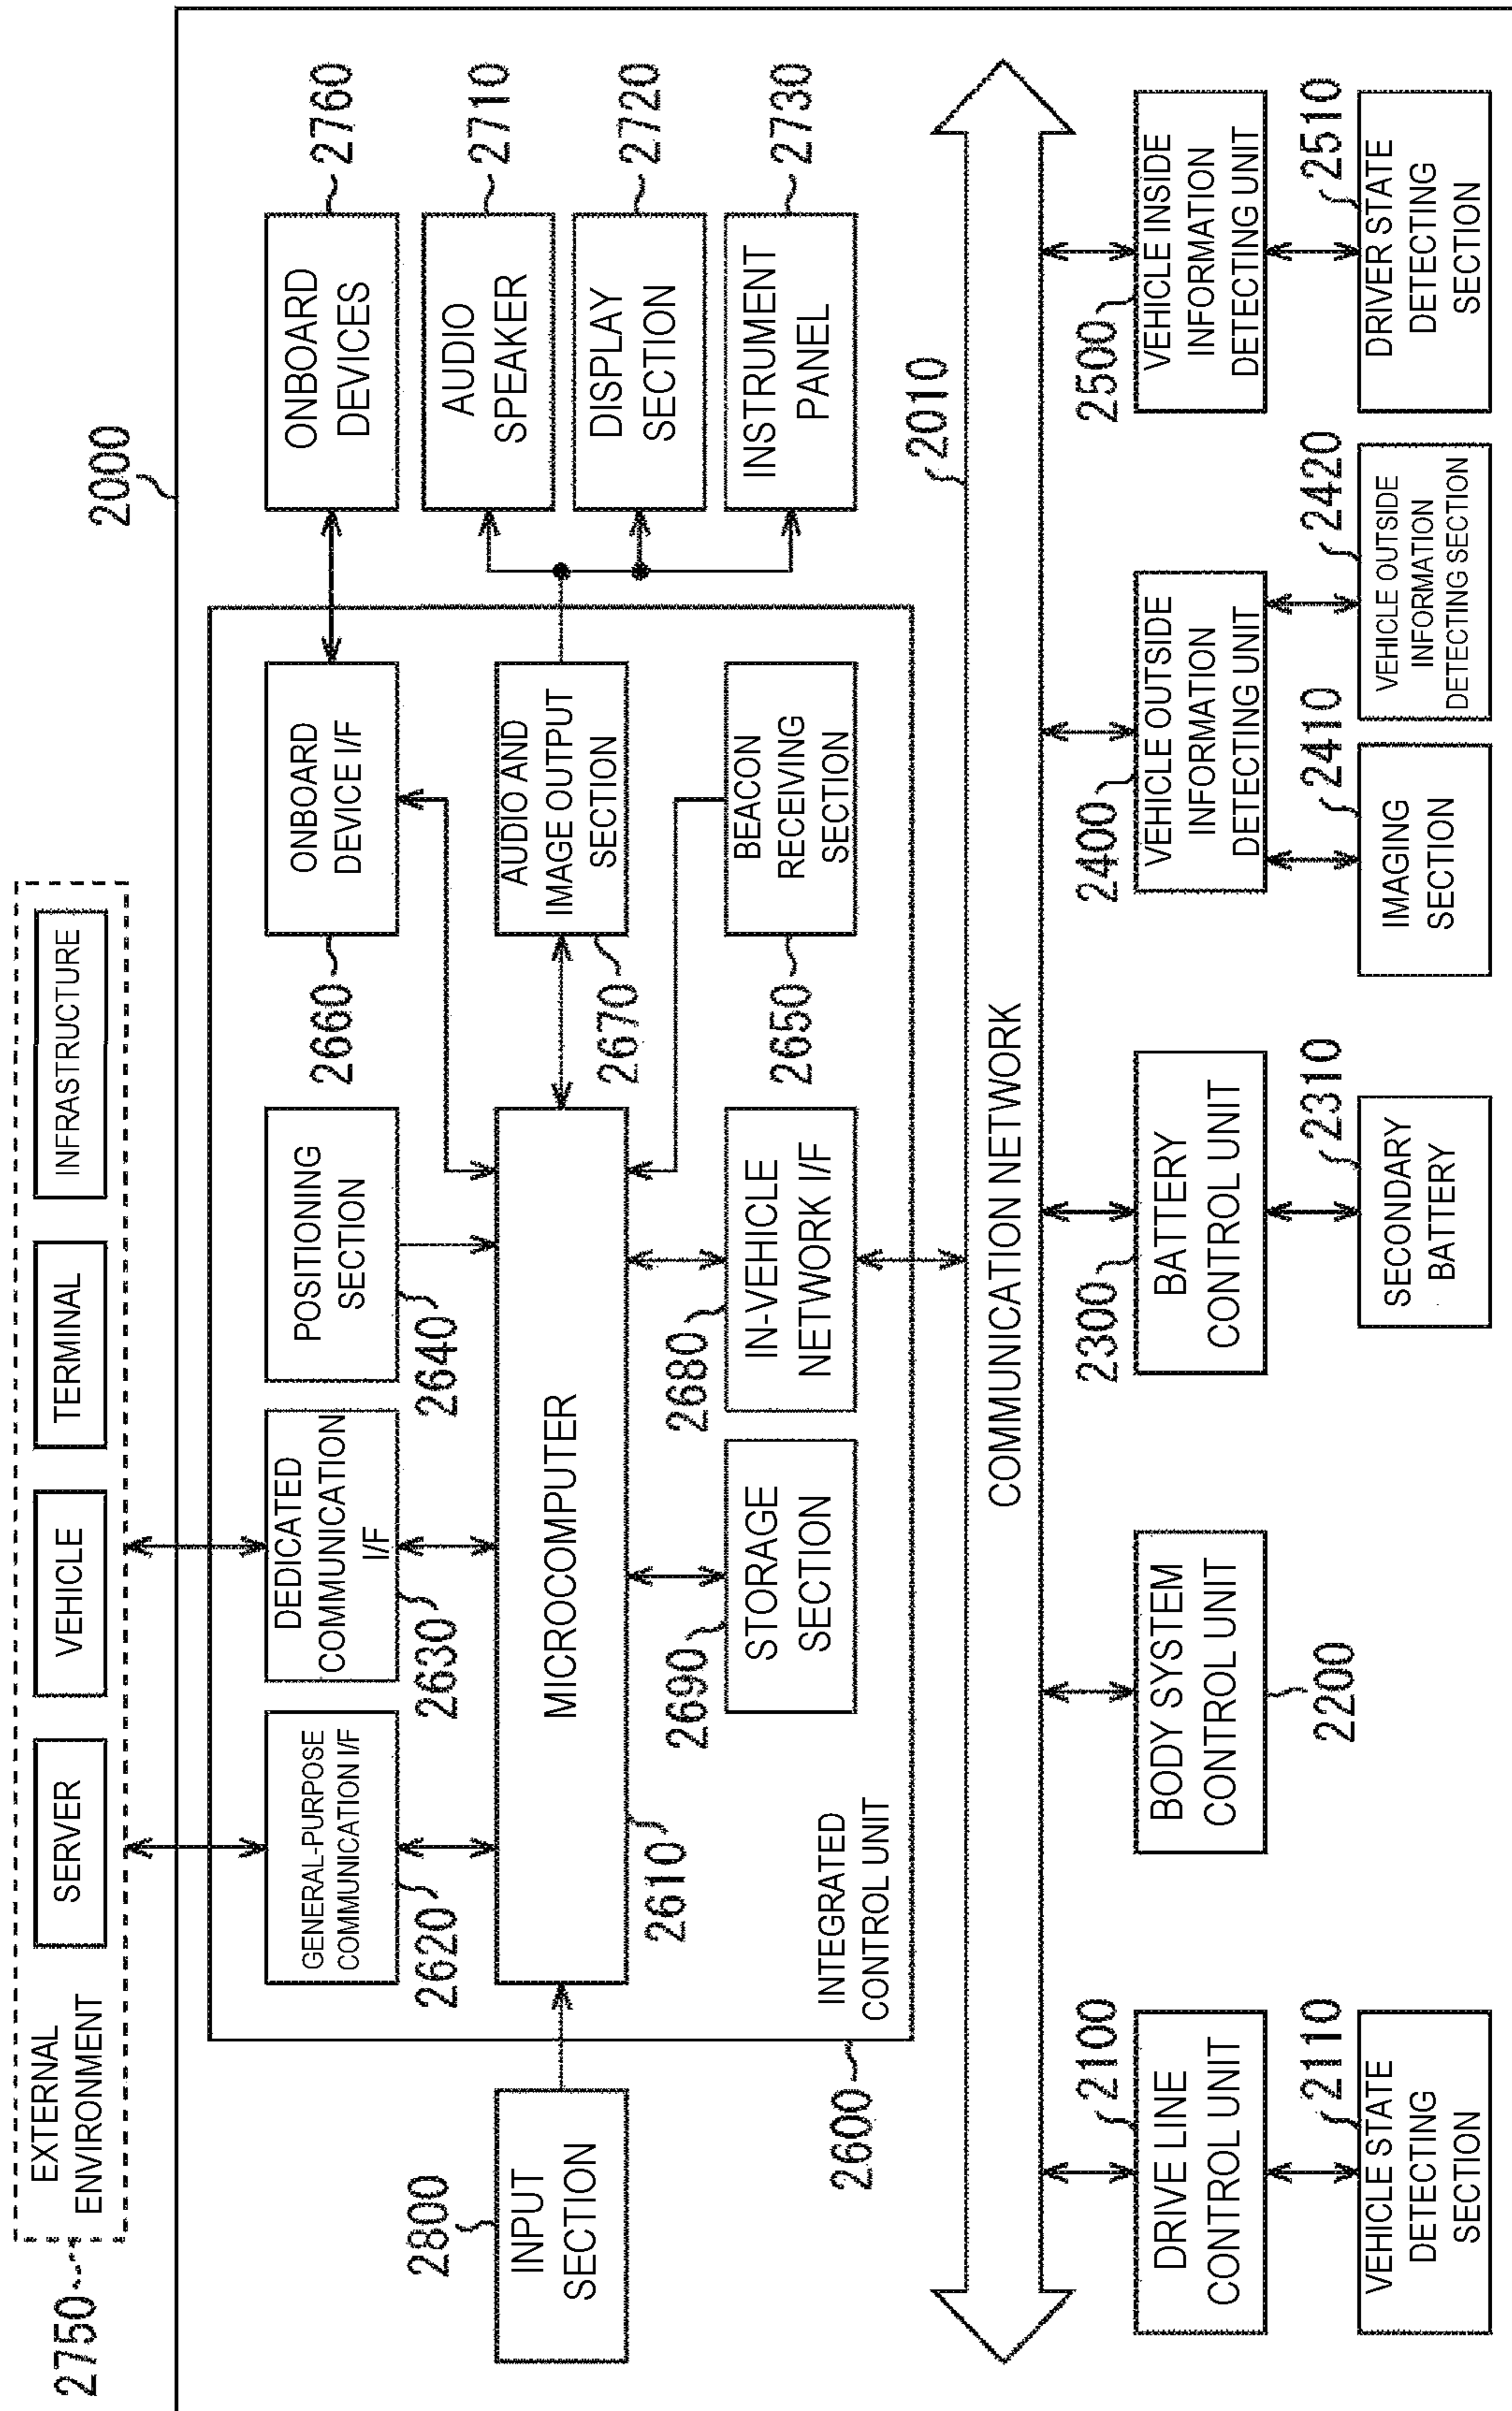 2000
2750
EXTERNAL
ENVIRONMENT
SERVER
VEHICLE
TERMINAL
INFRASTRUCTURE
2800
INPUT
SECTION
GENERAL-PURPOSE
COMMUNICATION I/F
2620
DEDICATED
COMMUNICATION
I/F
2630
POSITIONING
SECTION
2640
ONBOARD
DEVICE I/F
2660
ONBOARD
DEVICES
2760
MICROCOMPUTER
2610
AUDIO AND
IMAGE OUTPUT
SECTION
2670
AUDIO
SPEAKER
2710
DISPLAY
SECTION
2720
INSTRUMENT
PANEL
2730
STORAGE
SECTION
2690
IN-VEHICLE
NETWORK I/F
2680
BEACON
RECEIVING
SECTION
2650
INTEGRATED
CONTROL UNIT
2600
COMMUNICATION NETWORK
2010
DRIVE LINE
CONTROL UNIT
2100
BODY SYSTEM
CONTROL UNIT
2200
BATTERY
CONTROL UNIT
2300
VEHICLE OUTSIDE
INFORMATION
DETECTING UNIT
2400
VEHICLE INSIDE
INFORMATION
DETECTING UNIT
2500
VEHICLE STATE
DETECTING
SECTION
2110
SECONDARY
BATTERY
2310
IMAGING
SECTION
2410
VEHICLE OUTSIDE
INFORMATION
DETECTING SECTION
2420
DRIVER STATE
DETECTING
SECTION
2510